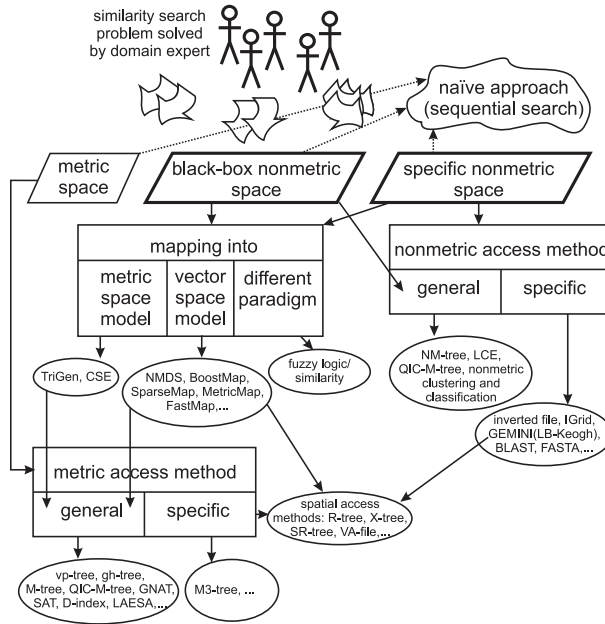 similarity search
problem solved
by domain expert
naïve approach
(sequential search)
metric
space
black-box nonmetric
space
specific nonmetric
space
mapping into
metric
space
model
vector
space
model
different
paradigm
nonmetric access method
general
specific
TriGen, CSE
NMDS, BoostMap,
SparseMap, MetricMap,
FastMap,...
fuzzy logic/
similarity
NM-tree, LCE,
QIC-M-tree, nonmetric
clustering and
classification
inverted file, IGrid,
GEMINI(LB-Keogh),
BLAST, FASTA,...
metric access method
general
specific
spatial access
methods: R-tree, X-tree,
SR-tree, VA-file,...
vp-tree, gh-tree,
M-tree, QIC-M-tree, GNAT,
SAT, D-index, LAESA,...
M3-tree, ...